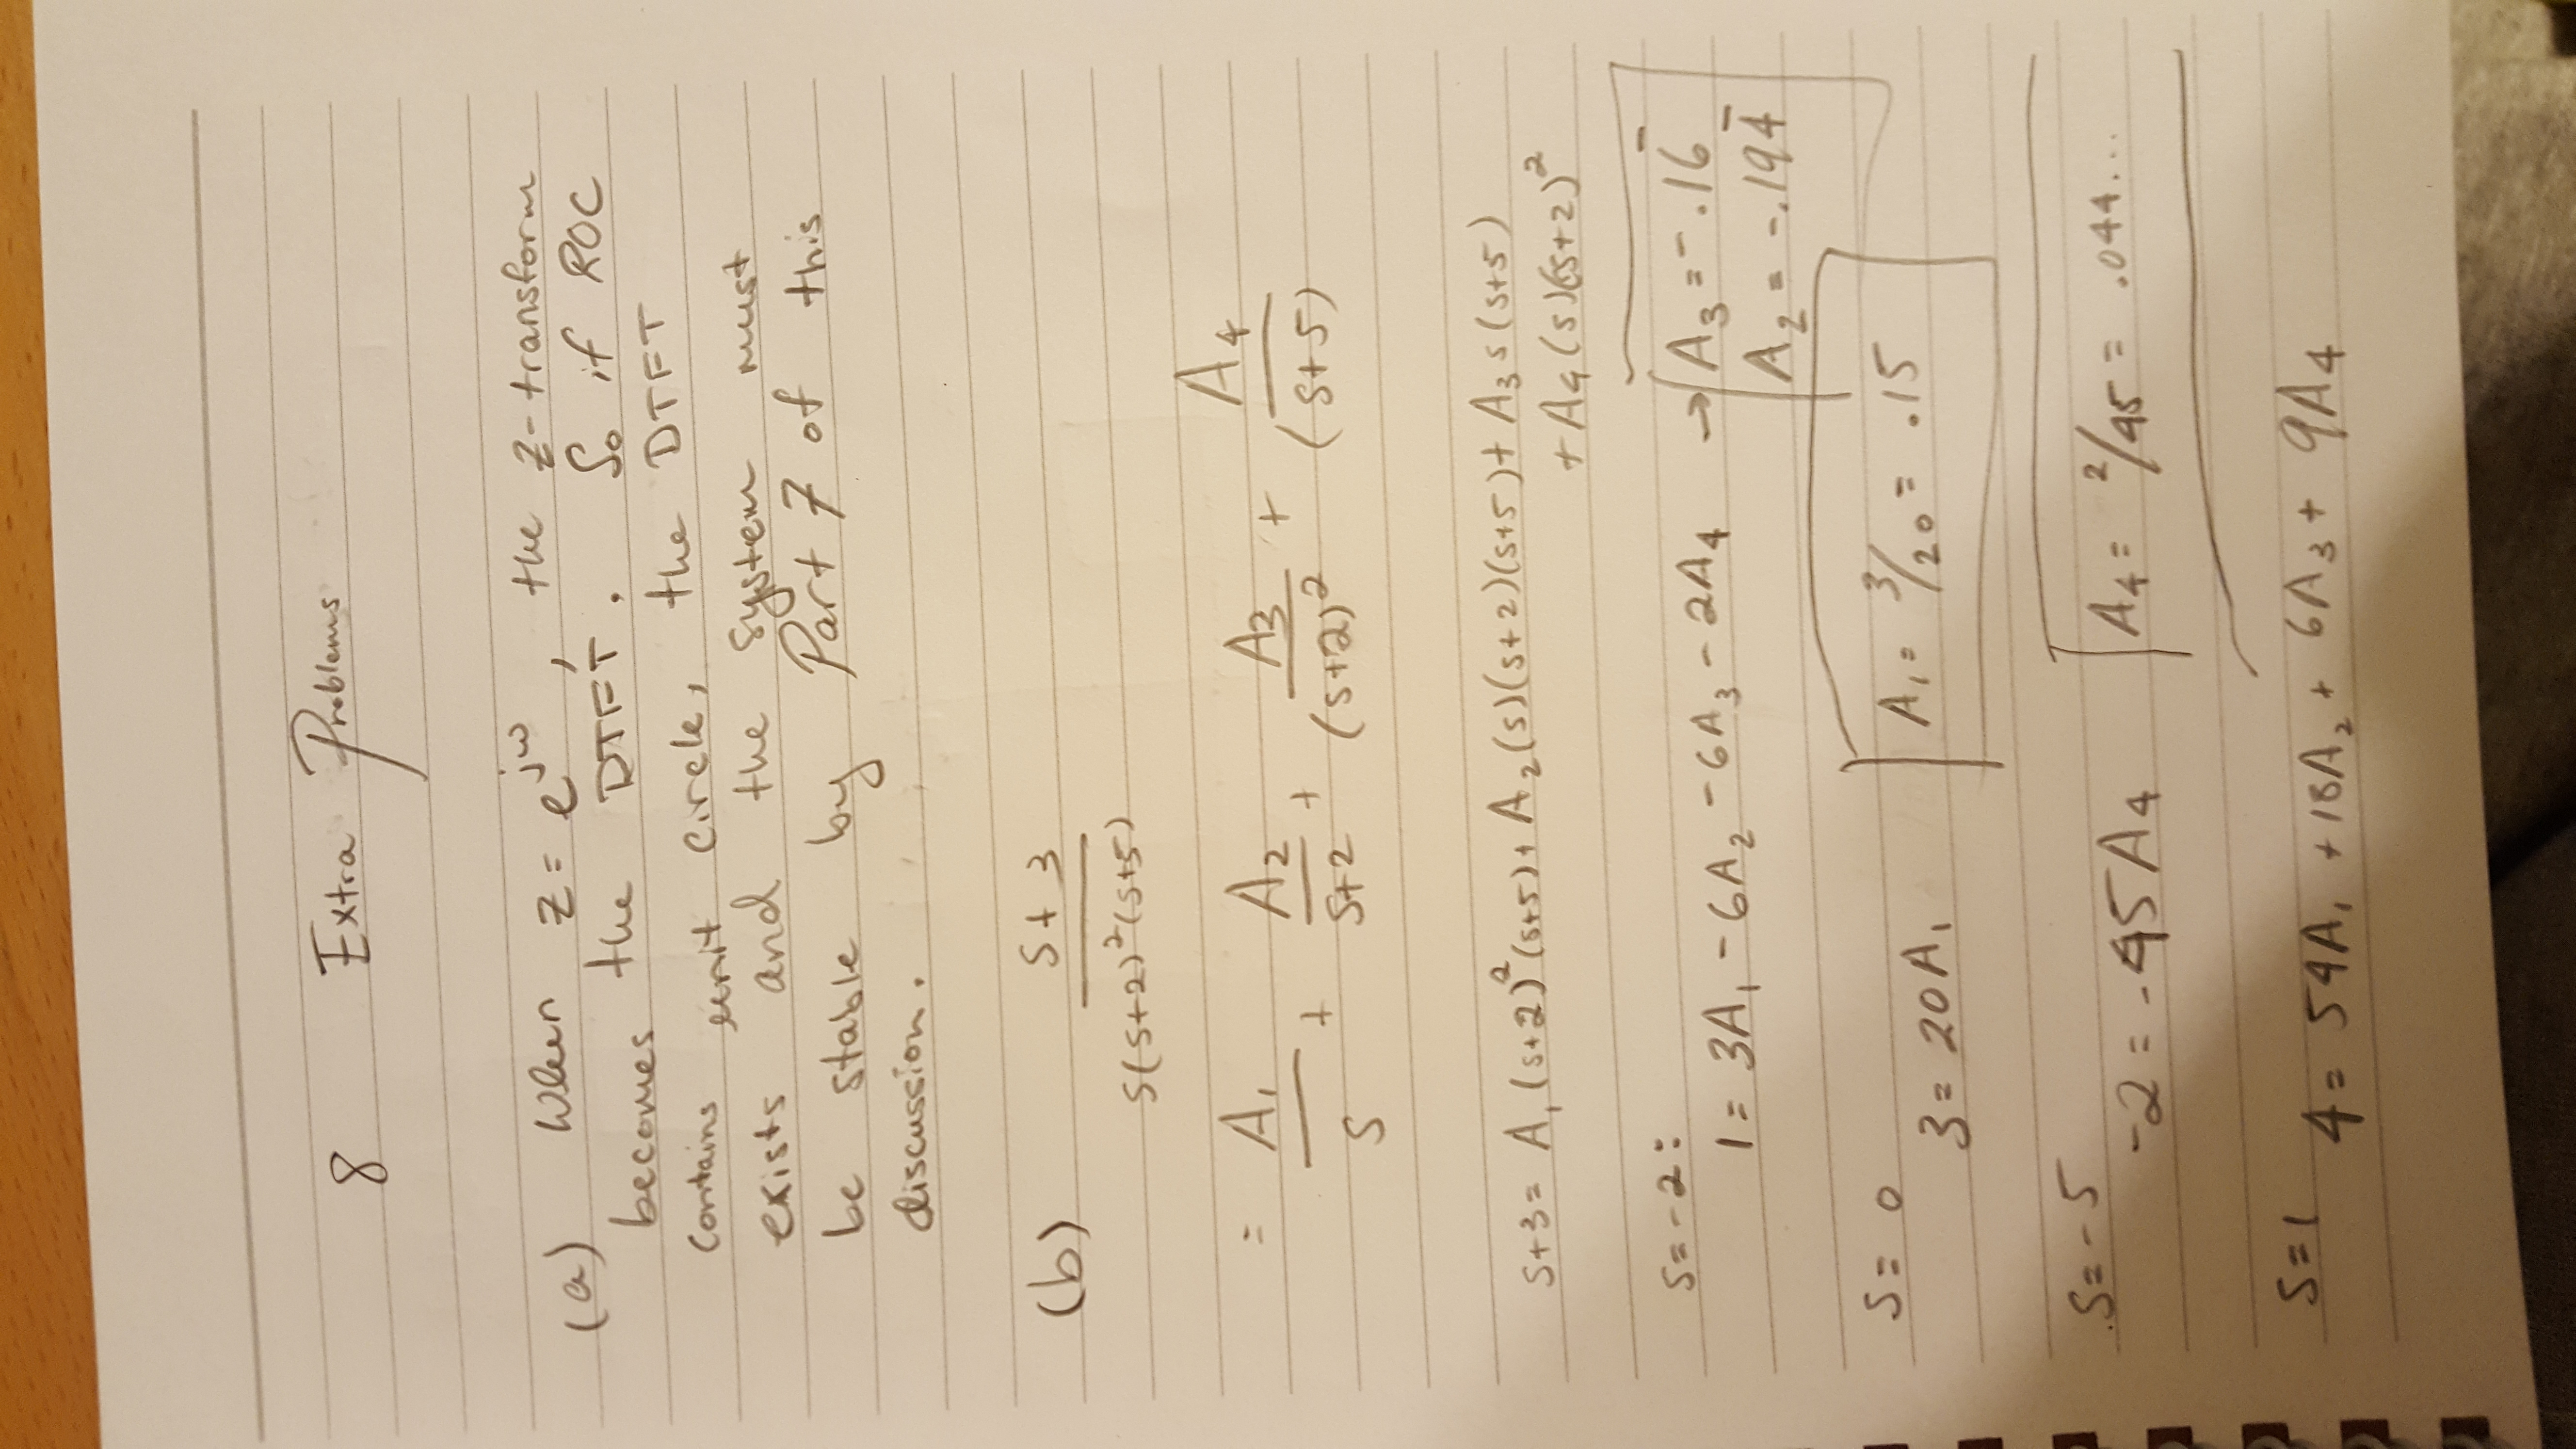 8 Extra Problems
(a) When z = e^{jω}, the z-transform
becomes the DTFT. So if ROC
contains unit circle, the DTFT
exists and the system must
be stable by Part 7 of this
discussion.
(b) \frac{s+3}{s(s+2)^2(s+5)}
= \frac{A_1}{s} + \frac{A_2}{s+2} + \frac{A_3}{(s+2)^2} + \frac{A_4}{(s+5)}
s+3 = A_1(s+2)^2(s+5) + A_2(s)(s+2)(s+5) + A_3 s(s+5)
+ A_4(s)(s+2)^2
s=-2:
1 = 3A_1 - 6A_2 - 6A_3 - 2A_4 → A_3 = -.1\bar{6}
A_2 = -.19\bar{4}
s= 0
3 = 20A_1 A_1 = 3/20 = .15
s=-5
-2 = -45A_4 A_4 = 2/45 = .044...
s=1 4 = 54A_1 + 18A_2 + 6A_3 + 9A_4